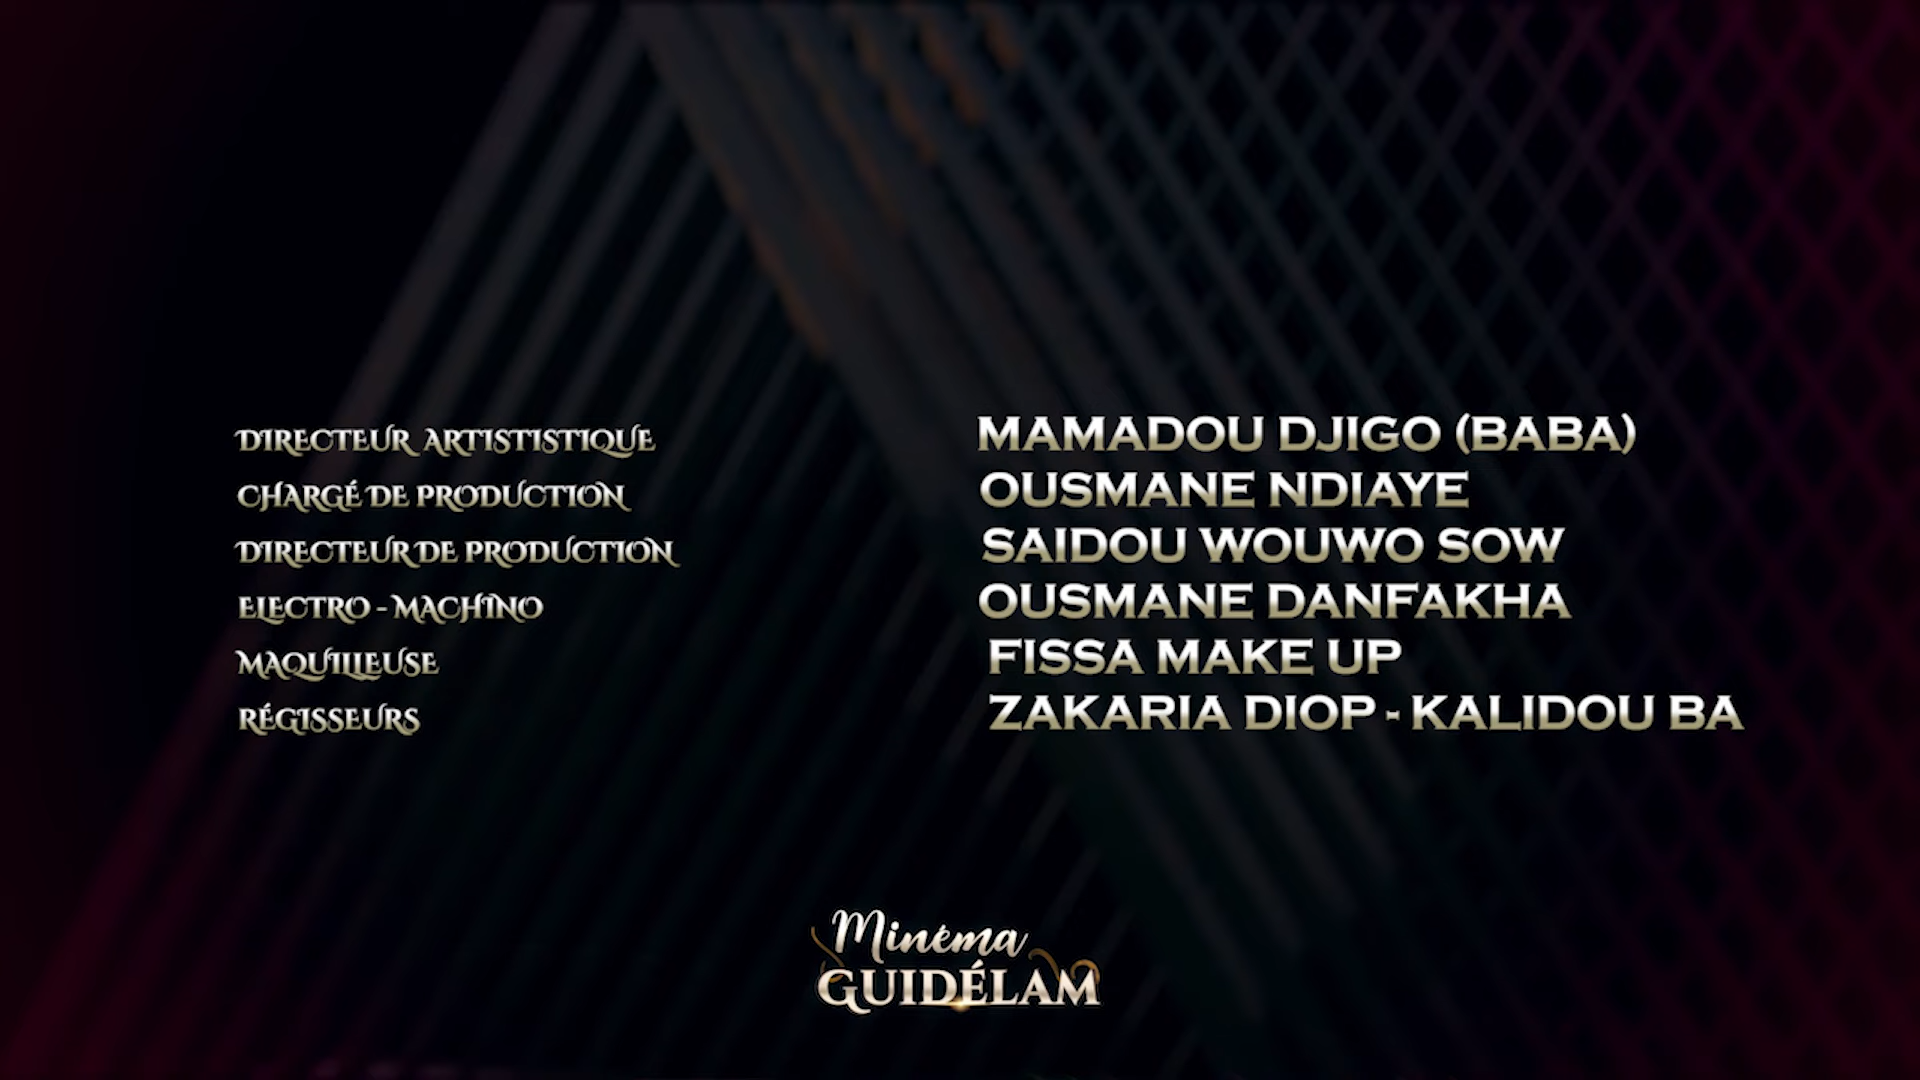 DIRECTEUR ARTISTISTIQUE MAMADOU DJIGO (BABA)
CHARGÉ DE PRODUCTION OUSMANE NDIAYE
DIRECTEUR DE PRODUCTION SAIDOU WOUWO SOW
ELECTRO - MACHINO OUSMANE DANFAKHA
MAQUILLEUSE FISSA MAKE UP
RÉGISSEURS ZAKARIA DIOP - KALIDOU BA
Minéma
GUIDÉLAM